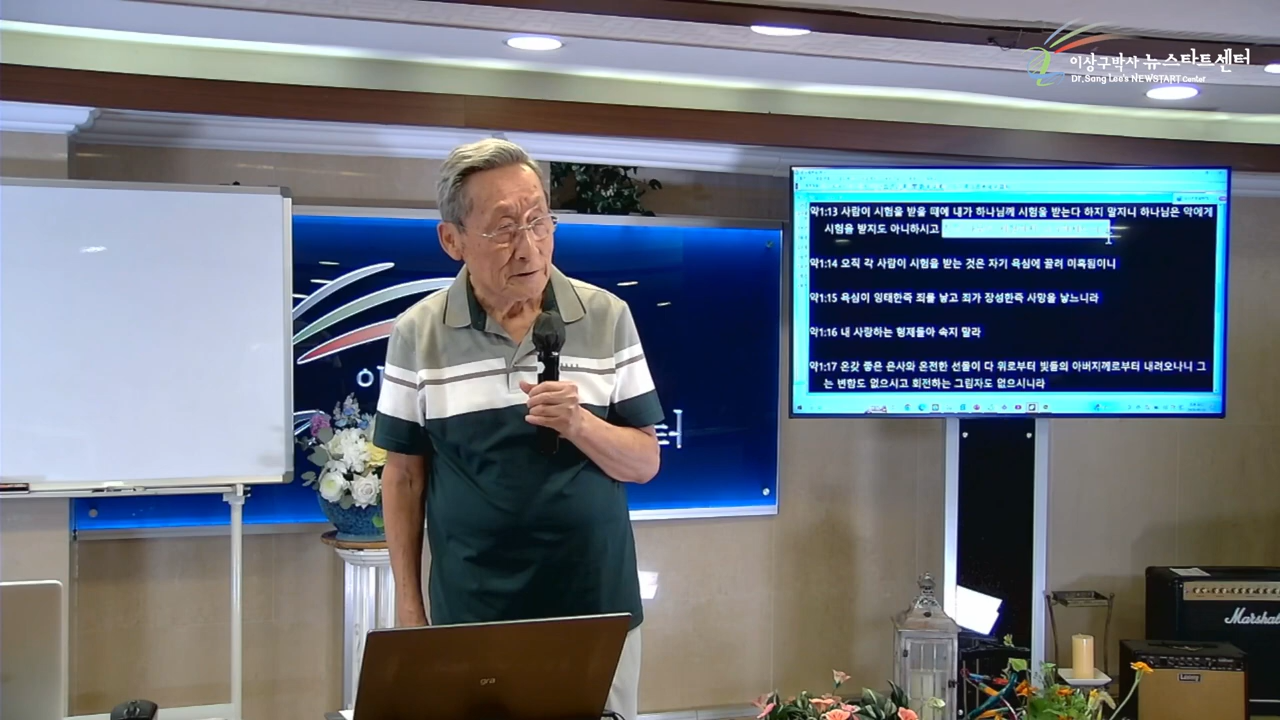 이상구박사 뉴스타트센터
Dr. Sang Lee's NEWSTART Center
약1:13 사람이 시험을 받을 때에 내가 하나님께 시험을 받는다 하지 말지니 하나님은 악에게
시험을 받지도 아니하시고
약1:14 오직 각 사람이 시험을 받는 것은 자기 욕심에 끌려 미혹됨이니
약1:15 욕심이 잉태한즉 죄를 낳고 죄가 장성한즉 사망을 낳느니라
약1:16 내 사랑하는 형제들아 속지 말라
약1:17 온갖 좋은 은사와 온전한 선물이 다 위로부터 빛들의 아버지께로부터 내려오나니 그
는 변함도 없으시고 회전하는 그림자도 없으시니라
이
터
gram
Marshall
Laney